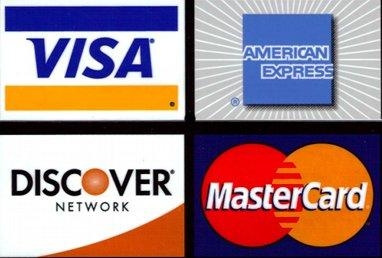 VISA
AMERICAN
EXPRESS
®
DISCOVER®
NETWORK
MasterCard